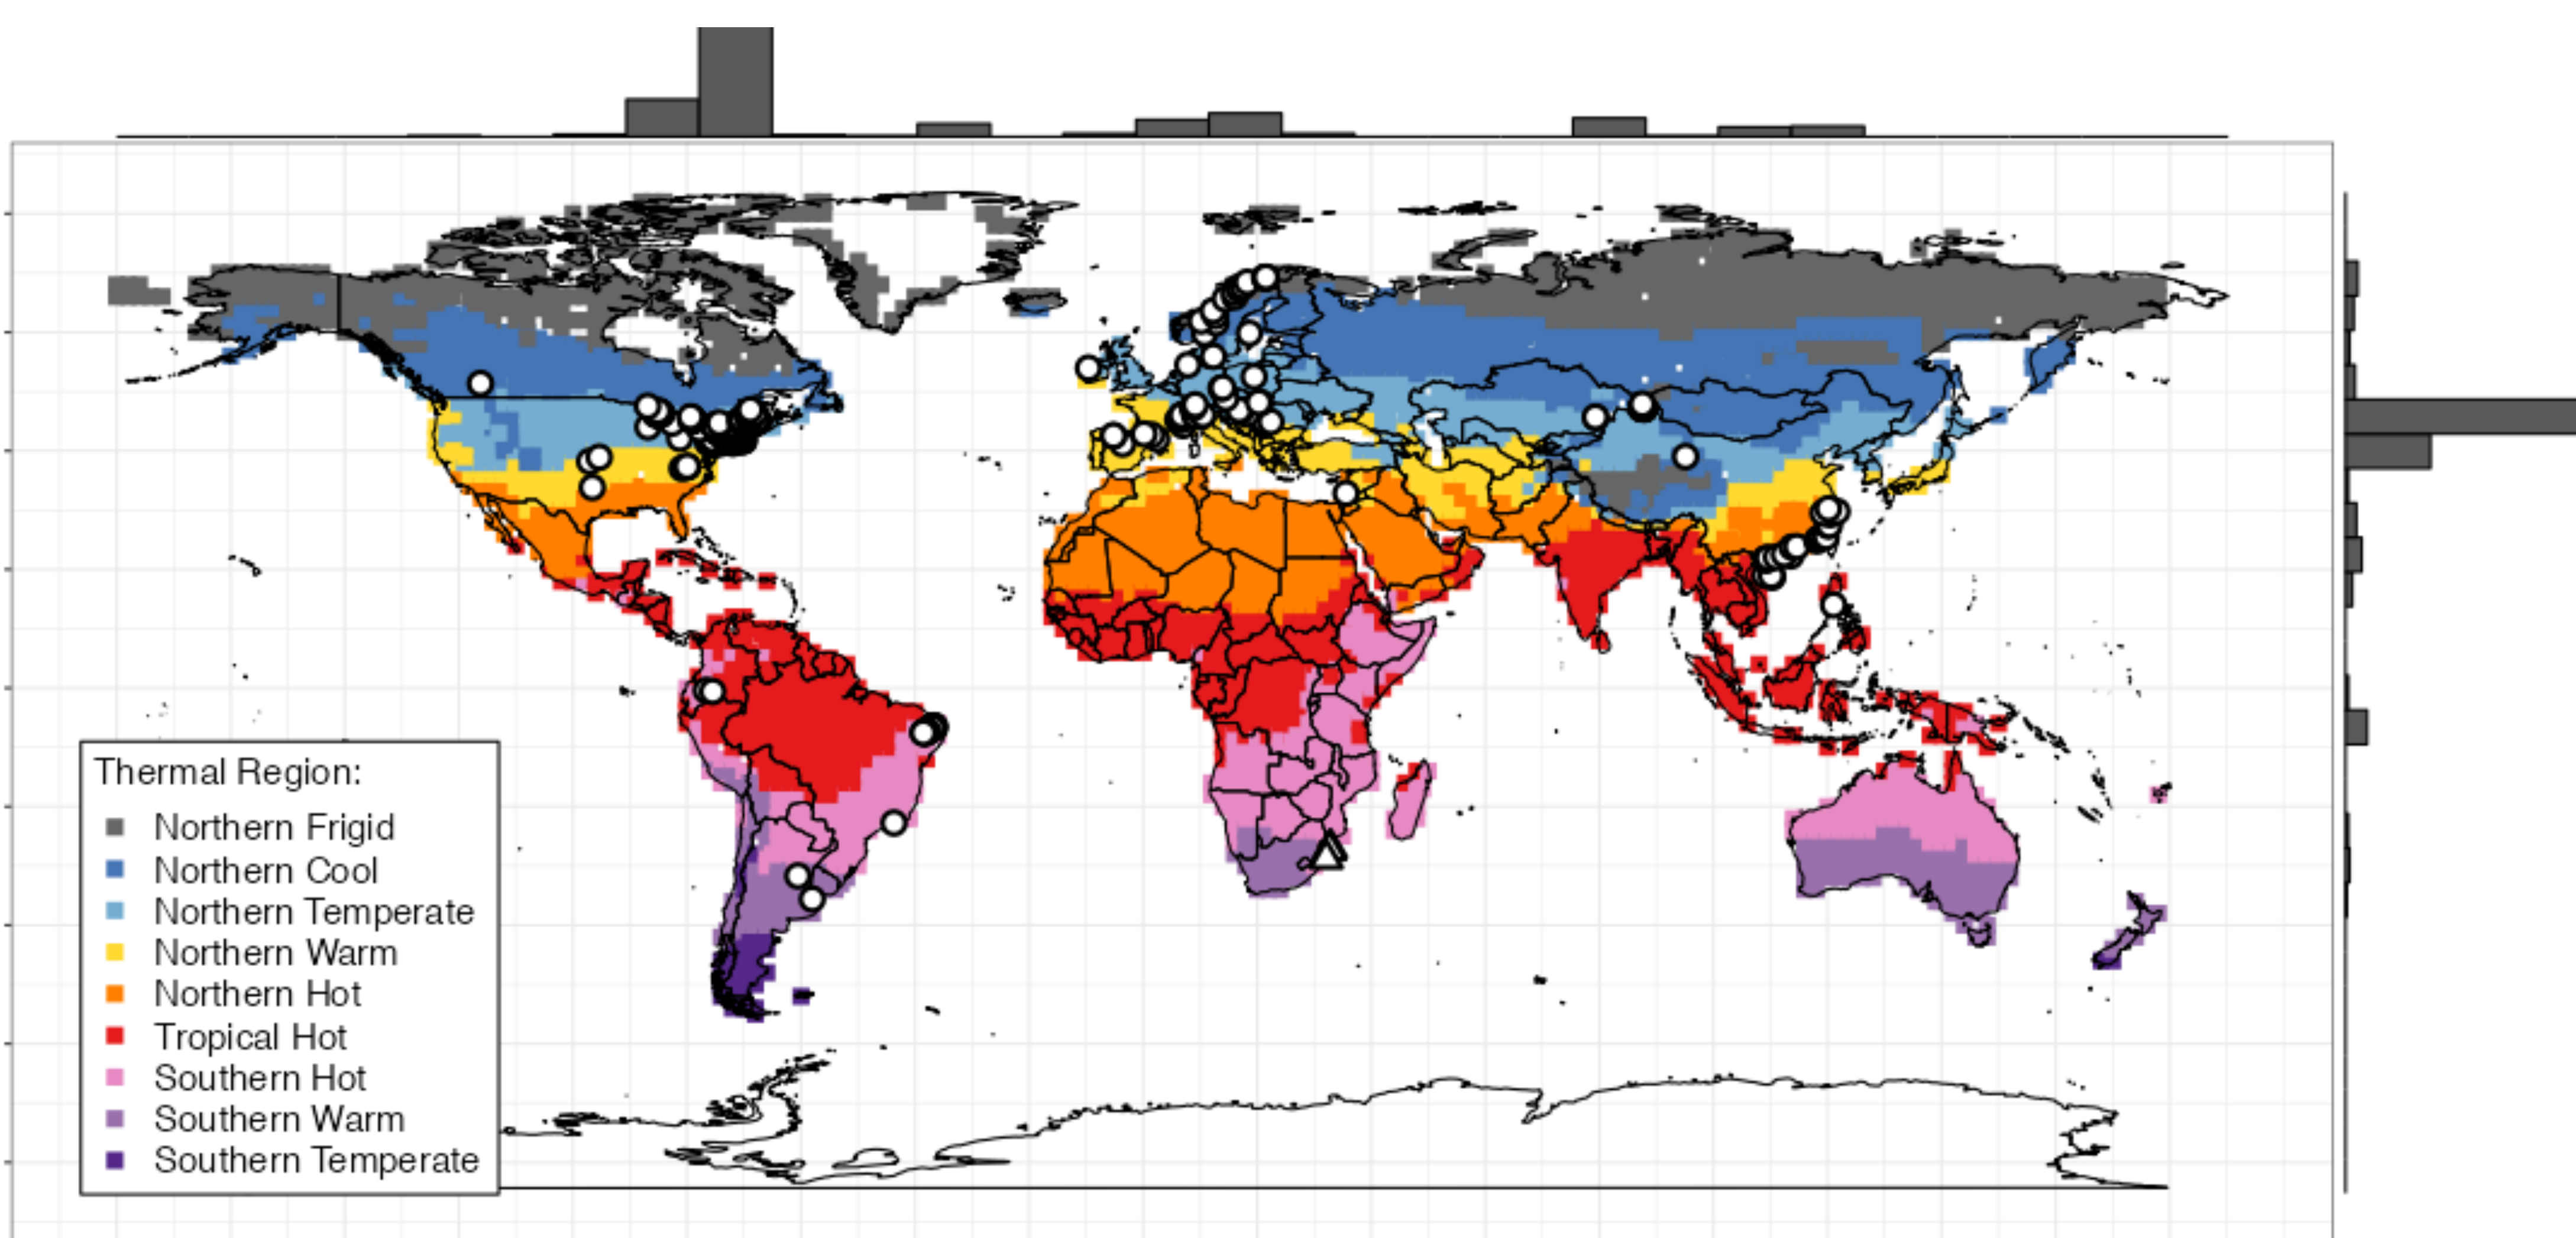 Thermal Region:
Northern Frigid
Northern Cool
Northern Temperate
Northern Warm
Northern Hot
Tropical Hot
Southern Hot
Southern Warm
Southern Temperate